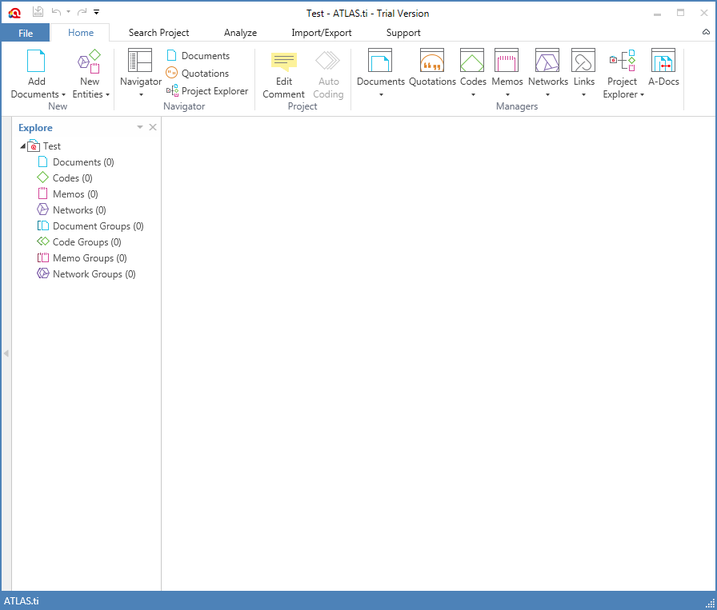 Test - ATLAS.ti - Trial Version
File Home Search Project Analyze Import/Export Support
Add Documents
New Entities
New
Navigator
Documents
Quotations
Project Explorer
Navigator
Edit Comment
Auto Coding
Project
Documents Quotations Codes Memos Networks Links Project Explorer A-Docs
Managers
Explore
Test
Documents (0)
Codes (0)
Memos (0)
Networks (0)
Document Groups (0)
Code Groups (0)
Memo Groups (0)
Network Groups (0)
ATLAS.ti